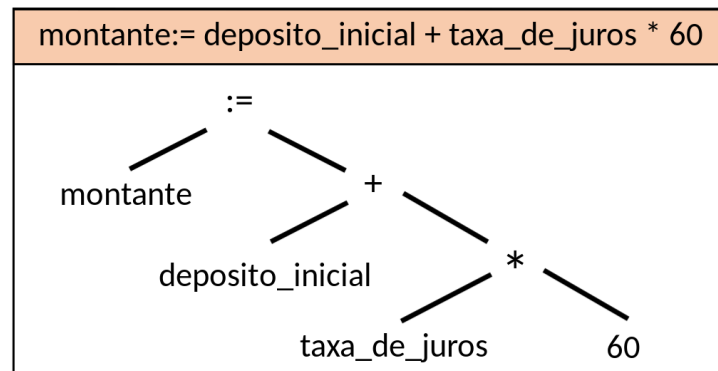 montante:= deposito_inicial + taxa_de_juros * 60
:=
montante
+
deposito_inicial
*
taxa_de_juros 60